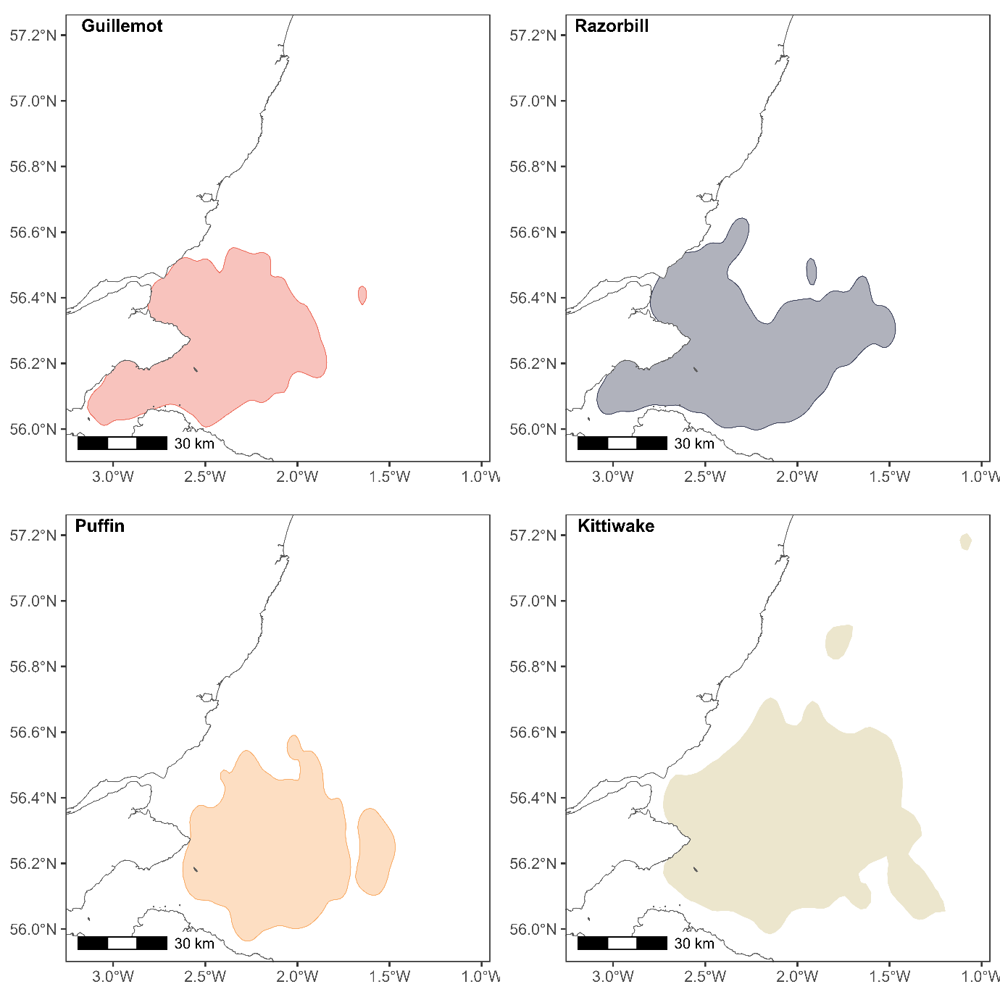 Guillemot
57.2°N
57.0°N
56.8°N
56.6°N
56.4°N
56.2°N
56.0°N
30 km
3.0°W
2.5°W
2.0°W
1.5°W
1.0°W
Razorbill
57.2°N
57.0°N
56.8°N
56.6°N
56.4°N
56.2°N
56.0°N
30 km
3.0°W
2.5°W
2.0°W
1.5°W
1.0°W
Puffin
57.2°N
57.0°N
56.8°N
56.6°N
56.4°N
56.2°N
56.0°N
30 km
3.0°W
2.5°W
2.0°W
1.5°W
1.0°W
Kittiwake
57.2°N
57.0°N
56.8°N
56.6°N
56.4°N
56.2°N
56.0°N
30 km
3.0°W
2.5°W
2.0°W
1.5°W
1.0°W